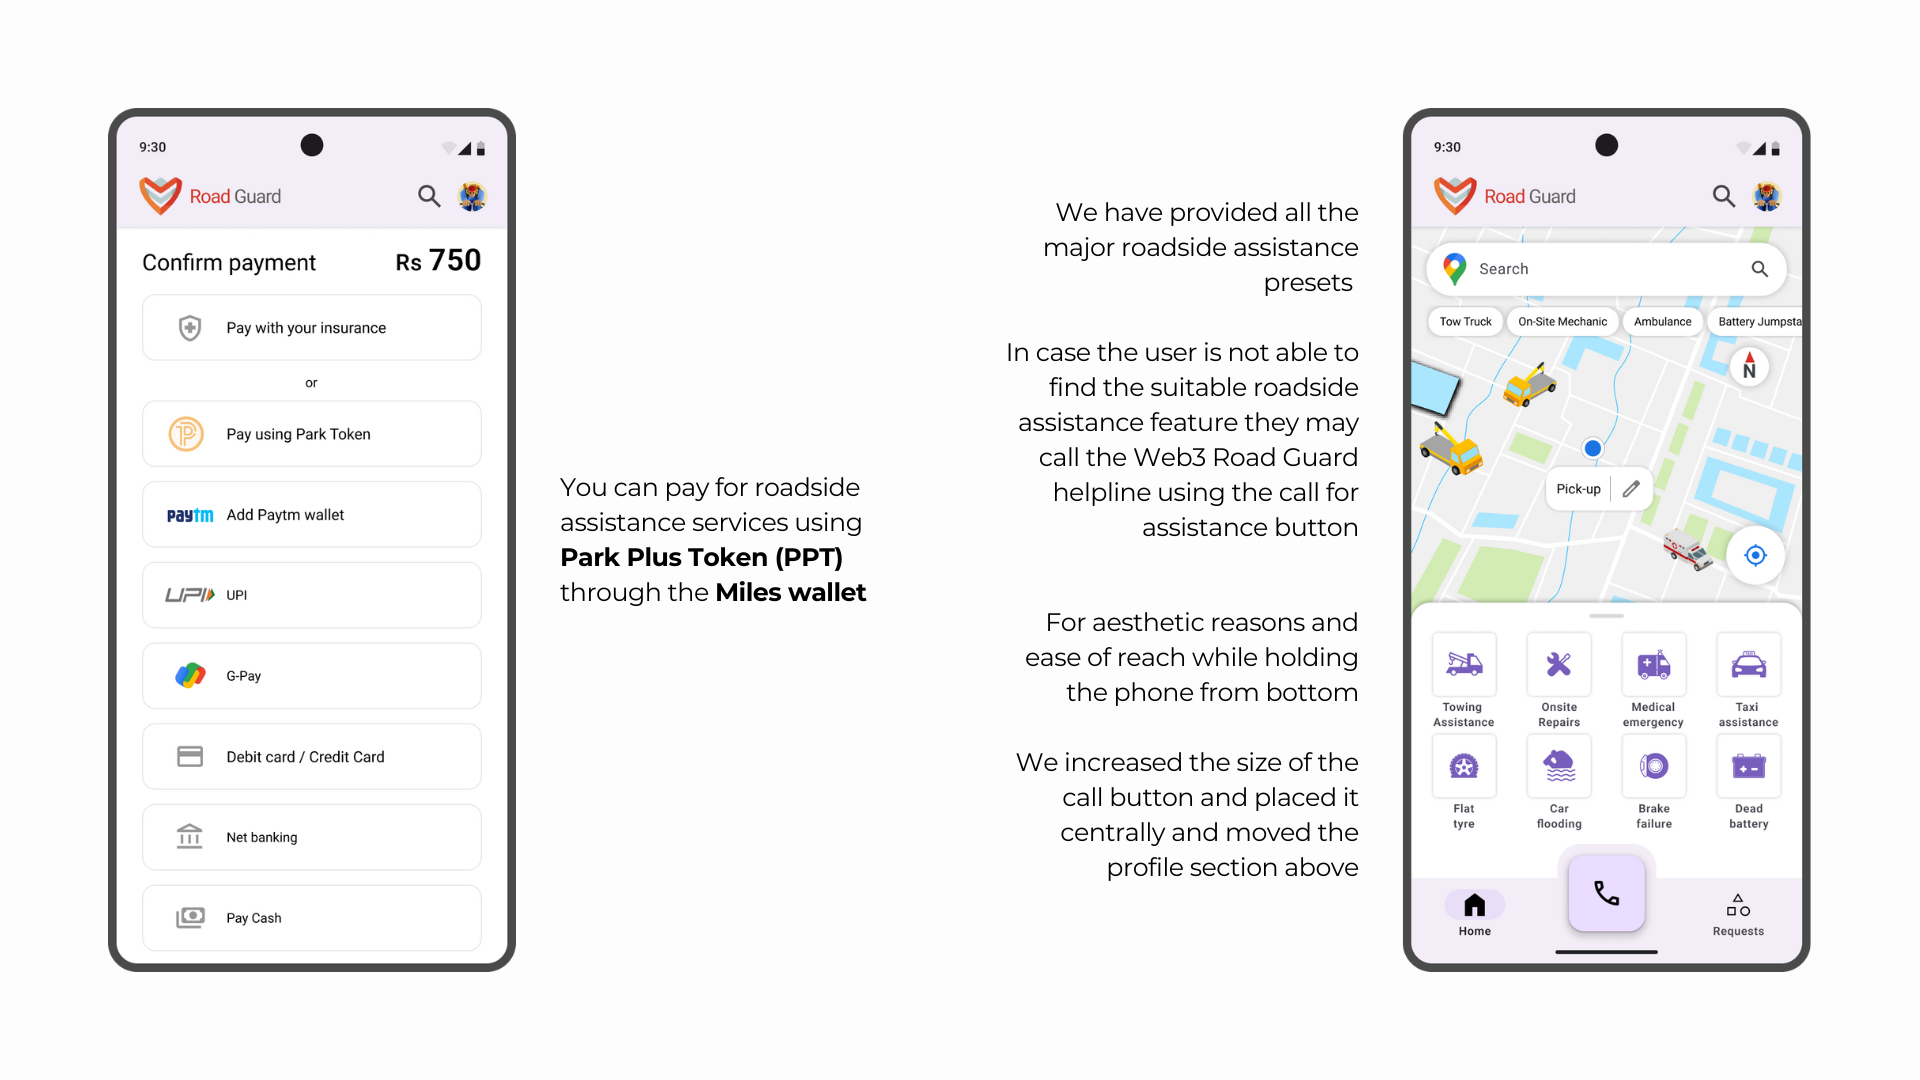 9:30
Road Guard
Confirm payment Rs 750
Pay with your insurance
or
Pay using Park Token
paytm Add Paytm wallet
UPI UPI
G-Pay
Debit card / Credit Card
Net banking
Pay Cash
You can pay for roadside
assistance services using
Park Plus Token (PPT)
through the Miles wallet
We have provided all the
major roadside assistance
presets
In case the user is not able to
find the suitable roadside
assistance feature they may
call the Web3 Road Guard
helpline using the call for
assistance button
For aesthetic reasons and
ease of reach while holding
the phone from bottom
We increased the size of the
call button and placed it
centrally and moved the
profile section above
9:30
Road Guard
Search
Tow Truck On-Site Mechanic Ambulance Battery Jumpsta
N
Pick-up
Towing Onsite Medical Taxi
Assistance Repairs emergency assistance
Flat Car Brake Dead
tyre flooding failure battery
Home Requests